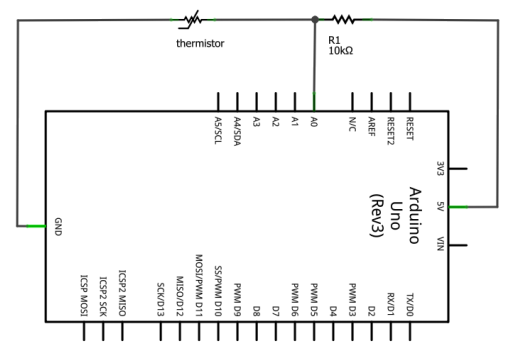 thermistor
R1
10kΩ
A5/SCL
A4/SDA
A3
A2
A1
A0
N/C
AREF
RESET2
RESET
3V3
5V
VIN
Arduino
Uno
(Rev3)
GND
ICSP MOSI
ICSP2 SCK
ICSP2 MISO
SCK/D13
MISO/D12
MOSI/PWM D11
SS/PWM D10
PWM D9
D8
D7
PWM D6
PWM D5
D4
PWM D3
D2
RX/D1
TX/D0